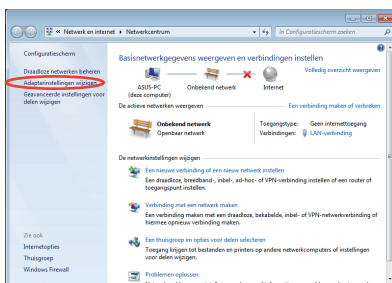 « Netwerk en internet ▸ Netwerkcentrum
In Configuratiescherm zoeken
Configuratiescherm
Draadloze netwerken beheren
Adapterinstellingen wijzigen
Geavanceerde instellingen voor
delen wijzigen
Zie ook
Internetopties
Thuisgroep
Windows Firewall
Basisnetwerkgegevens weergeven en verbindingen instellen
Volledig overzicht weergeven
ASUS-PC
(deze computer)
Onbekend netwerk
Internet
De actieve netwerken weergeven
Een verbinding maken of verbreken
Onbekend netwerk
Openbaar netwerk
Toegangstype: Geen internettoegang
Verbindingen: LAN-verbinding
De netwerkinstellingen wijzigen
Een nieuwe verbinding of een nieuw netwerk instellen
Een draadloze, breedband-, inbel-, ad-hoc- of VPN-verbinding instellen of een router of
toegangspunt instellen.
Verbinding met een netwerk maken
Een verbinding maken met een draadloze, bekabelde, inbel- of VPN-netwerkverbinding of
hiermee opnieuw verbinding maken.
Een thuisgroep en opties voor delen selecteren
Toegang krijgen tot bestanden en printers op andere netwerkcomputers of instellingen
voor delen wijzigen.
Problemen oplossen